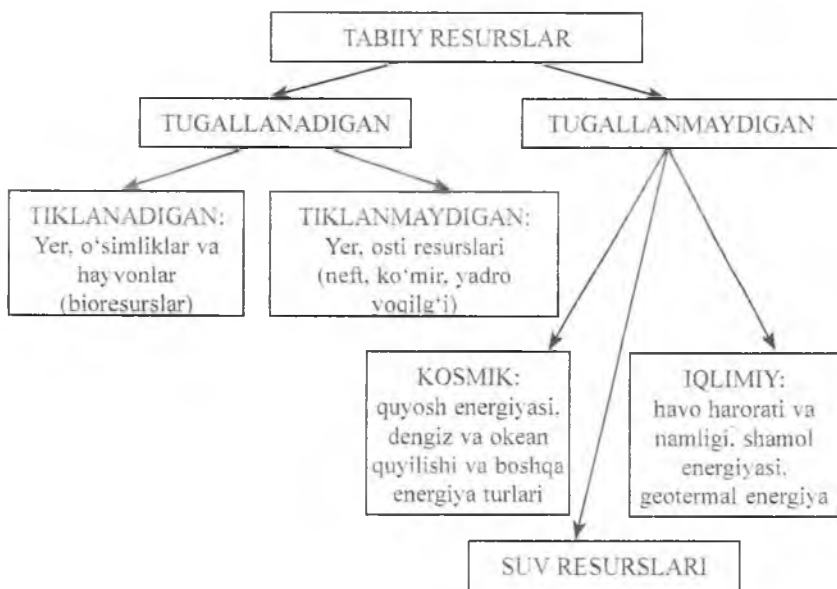 TABIIY RESURSLAR
TUGALLANADIGAN
TUGALLANMAYDIGAN
TIKLANADIGAN:
Yer, o‘simliklar va
hayvonlar
(bioresurslar)
TIKLANMAYDIGAN:
Yer, osti resurslari
(neft, ko‘mir, yadro
yoqilg‘i)
KOSMIK:
quyosh energiyasi,
dengiz va okean
quyilishi va boshqa
energiya turlari
IQLIMIY:
havo harorati va
namligi, shamol
energiyasi,
geotermal energiya
SUV RESURSLARI